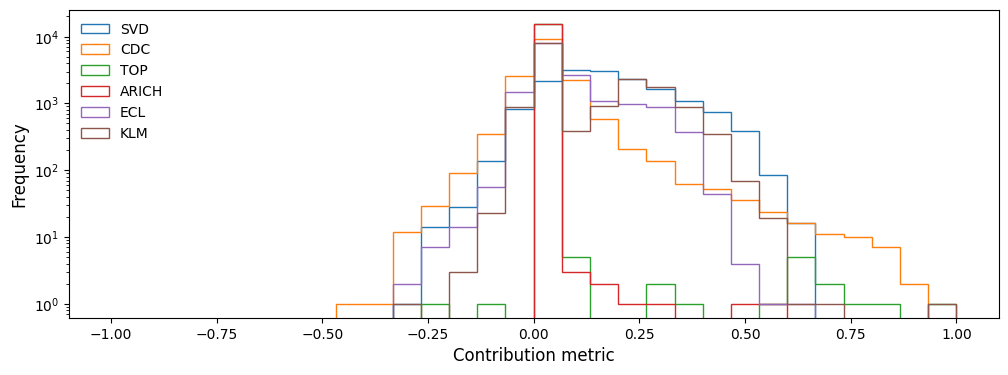 Frequency
10⁴
10³
10²
10¹
10⁰
SVD
CDC
TOP
ARICH
ECL
KLM
−1.00 −0.75 −0.50 −0.25 0.00 0.25 0.50 0.75 1.00
Contribution metric